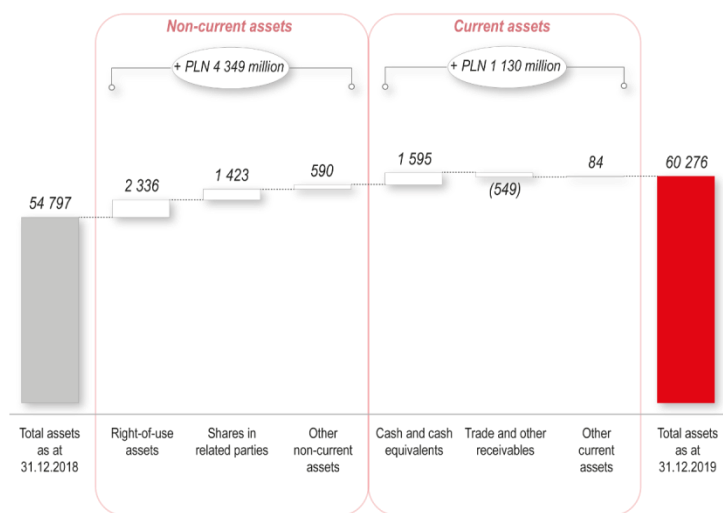 Non-current assets
Current assets
+ PLN 4 349 million
+ PLN 1 130 million
54 797
2 336
1 423
590
1 595
(549)
84
60 276
Total assets
as at
31.12.2018
Right-of-use
assets
Shares in
related parties
Other
non-current
assets
Cash and cash
equivalents
Trade and other
receivables
Other
current
assets
Total assets
as at
31.12.2019